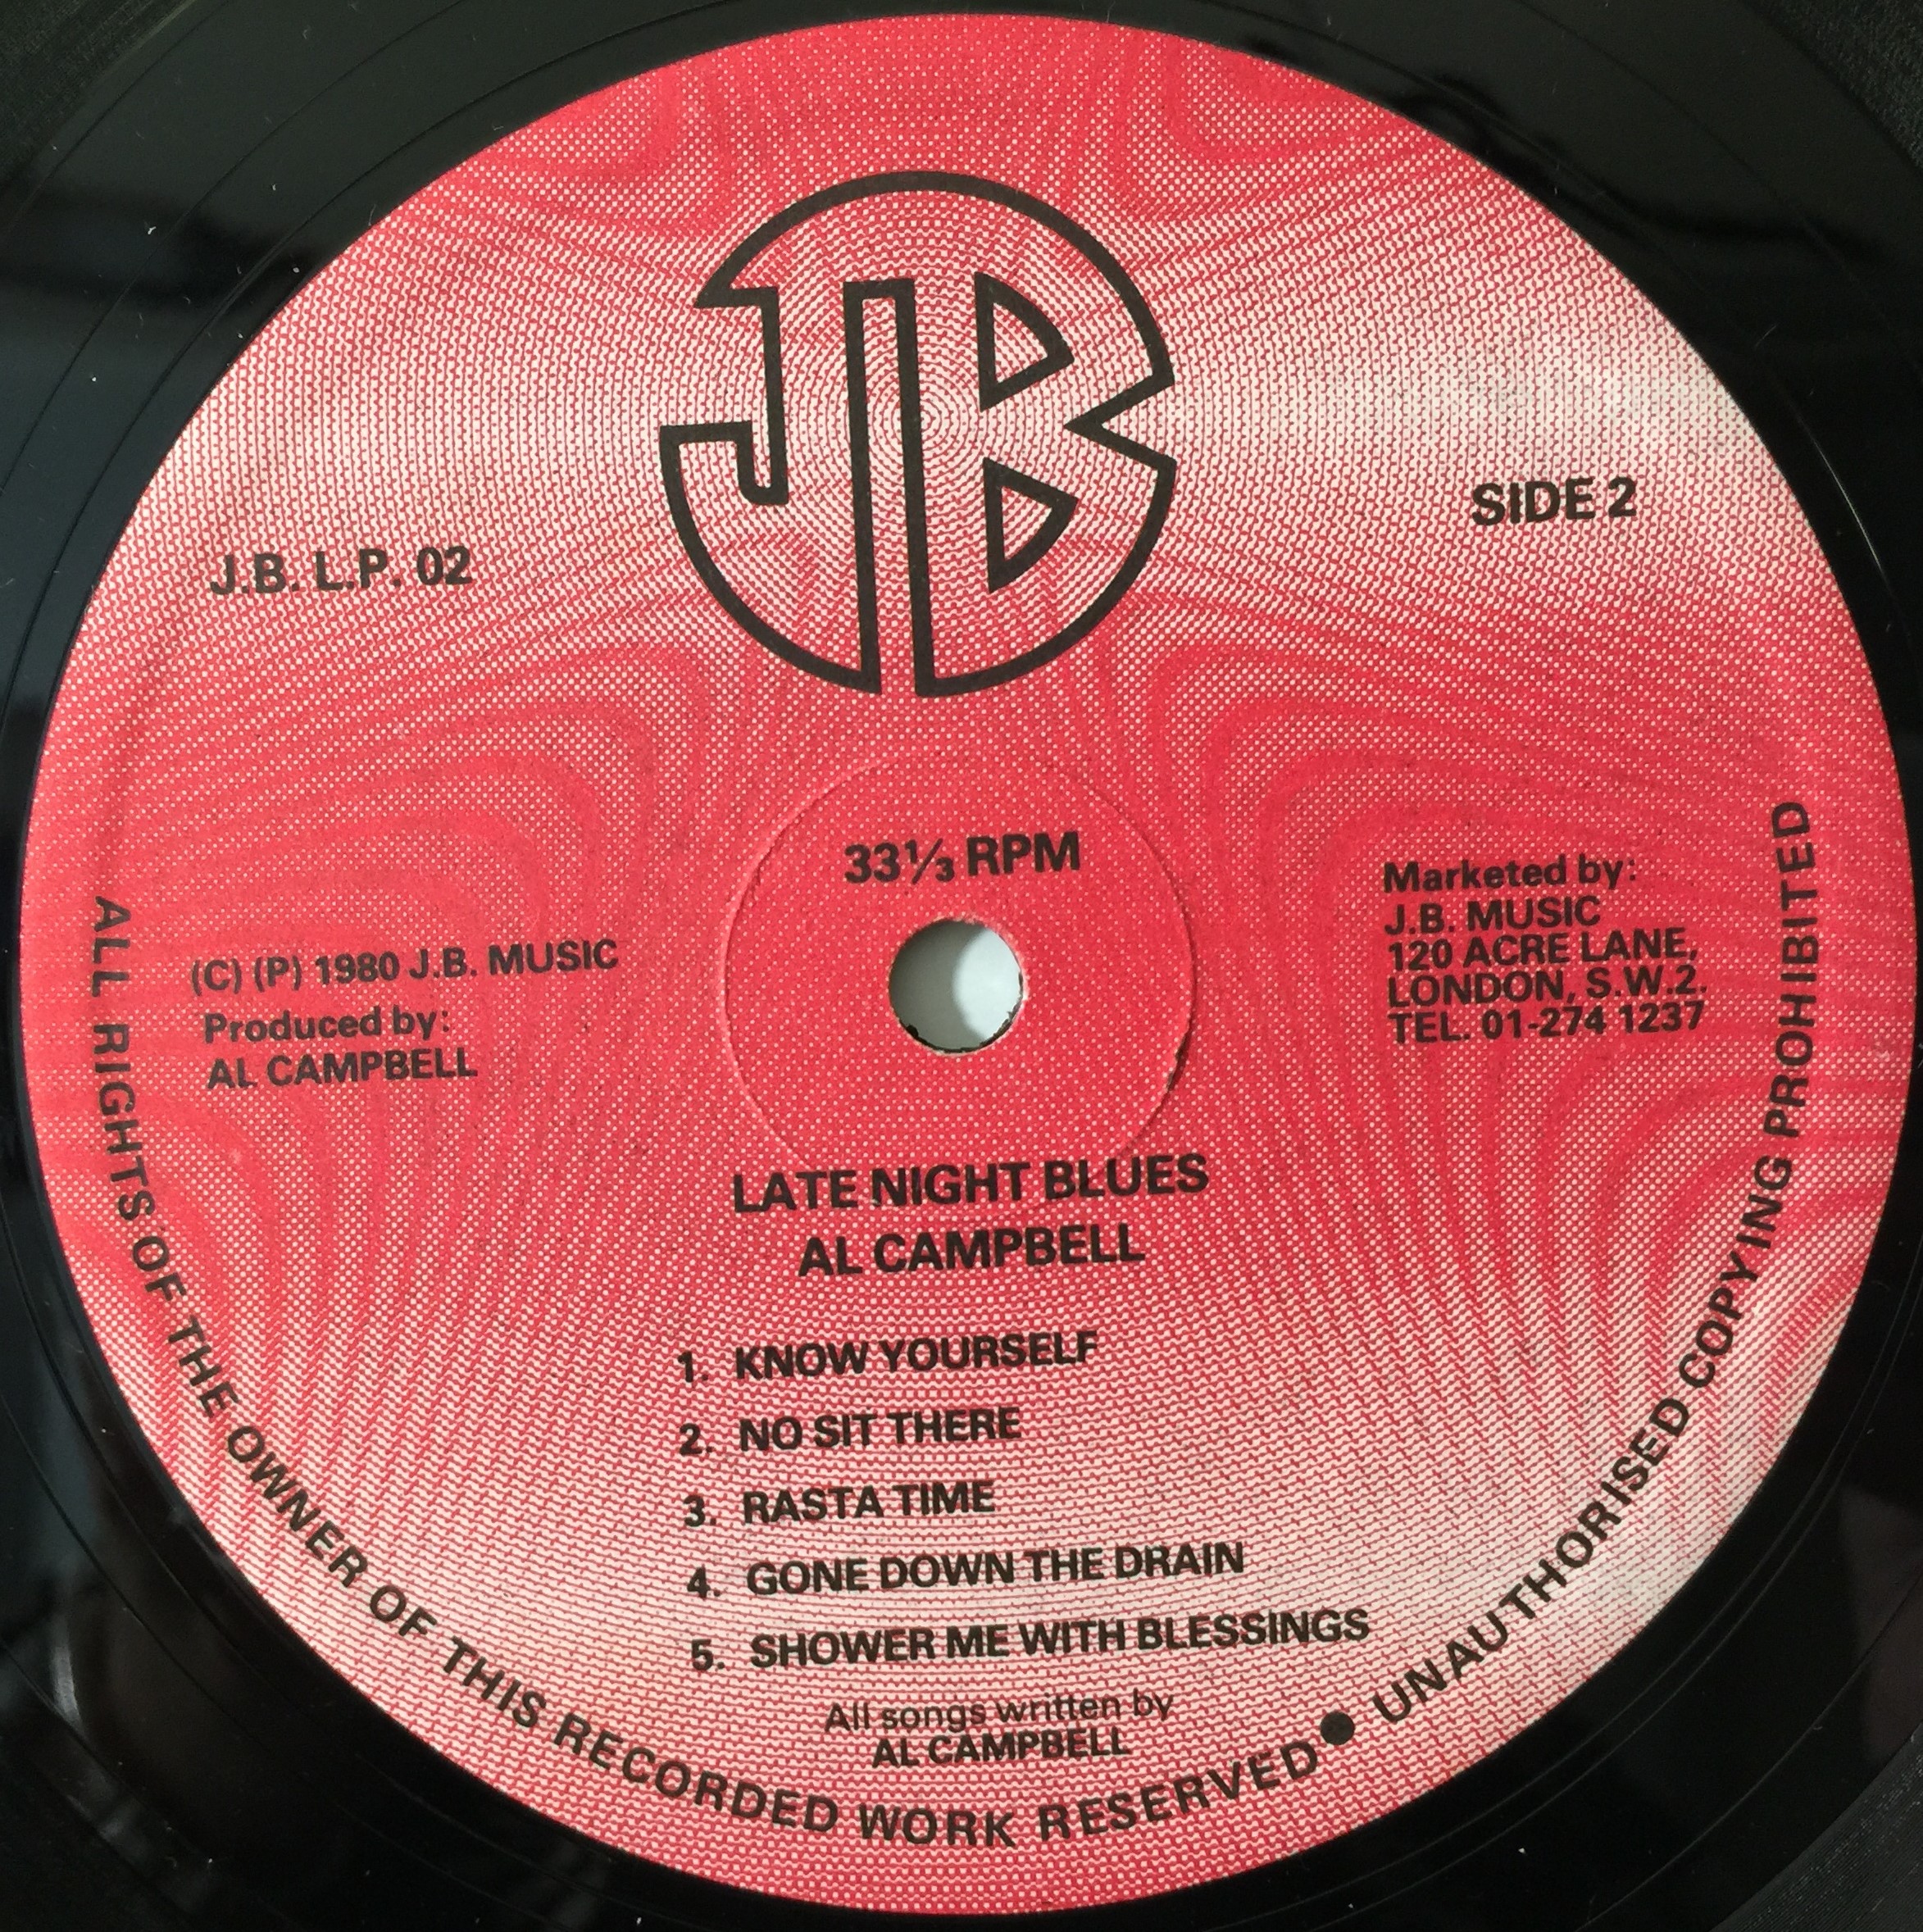 JB
SIDE 2
J.B. L.P. 02
33⅓ RPM
(C) (P) 1980 J.B. MUSIC
Produced by:
AL CAMPBELL
Marketed by:
J.B. MUSIC
120 ACRE LANE,
LONDON, S.W.2.
TEL. 01-274 1237
LATE NIGHT BLUES
AL CAMPBELL
1. KNOW YOURSELF
2. NO SIT THERE
3. RASTA TIME
4. GONE DOWN THE DRAIN
5. SHOWER ME WITH BLESSINGS
All songs written by
AL CAMPBELL
ALL RIGHTS OF THE OWNER OF THIS RECORDED WORK RESERVED ● UNAUTHORISED COPYING PROHIBITED